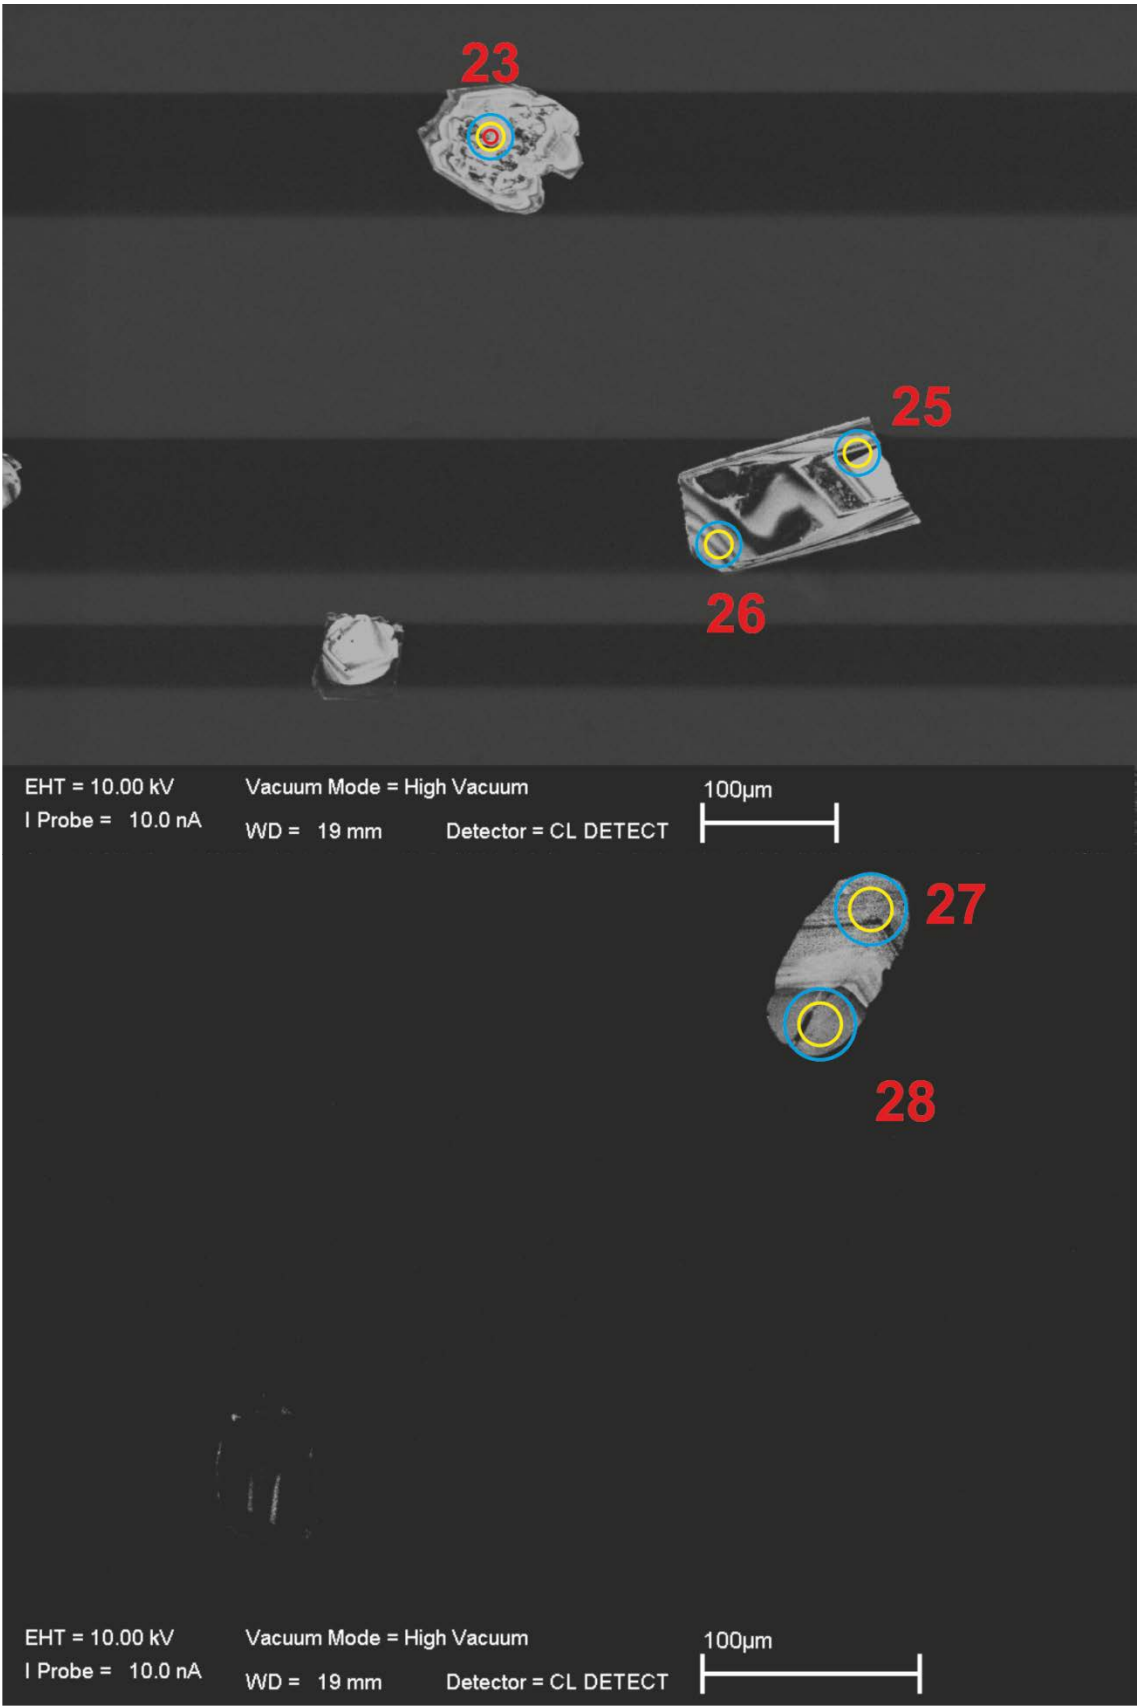 23
25
26
EHT = 10.00 kV Vacuum Mode = High Vacuum 100µm
I Probe = 10.0 nA WD = 19 mm Detector = CL DETECT
27
28
EHT = 10.00 kV Vacuum Mode = High Vacuum 100µm
I Probe = 10.0 nA WD = 19 mm Detector = CL DETECT